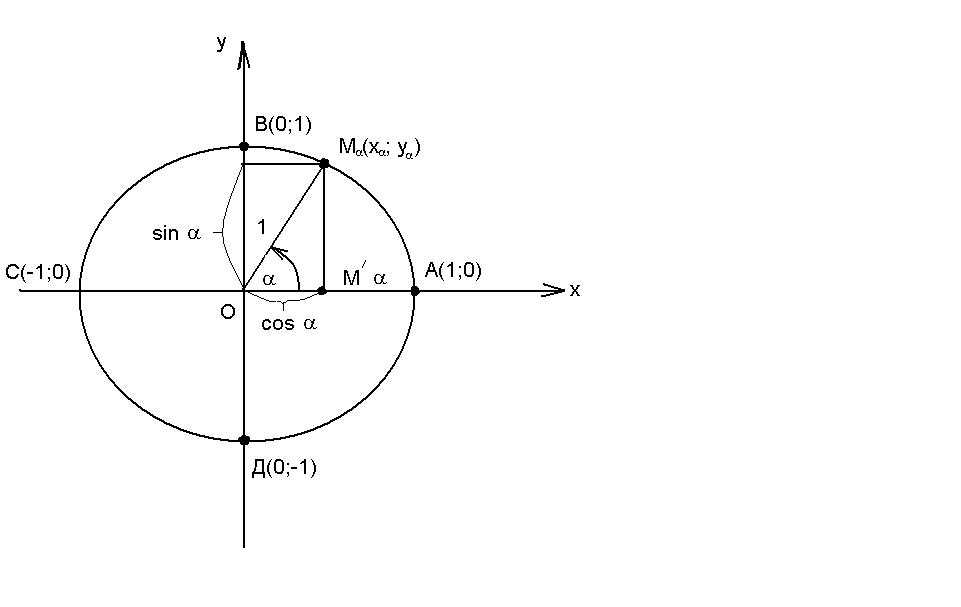 y
B(0;1)
Mα(xα; yα)
sin α
1
C(-1;0)
α
M′ α
A(1;0)
x
O
cos α
Д(0;-1)